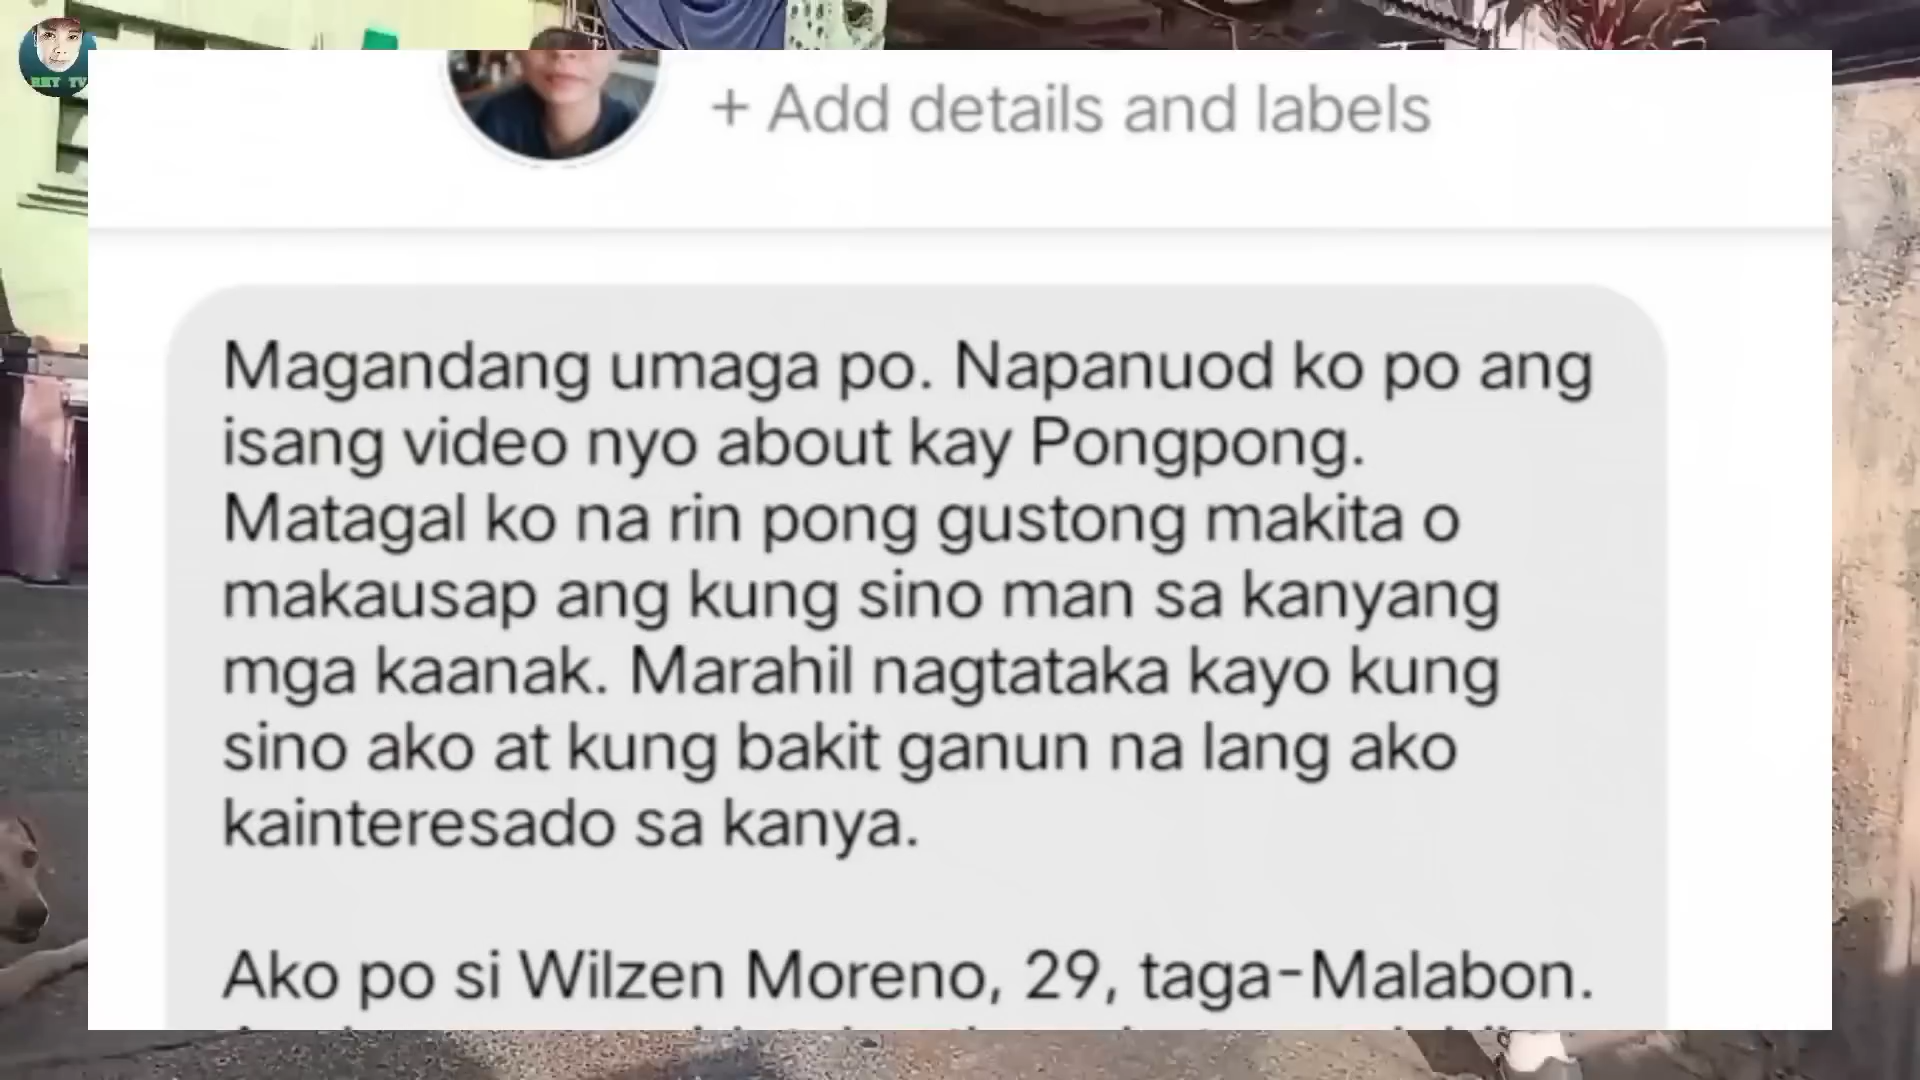 RHY TV
+ Add details and labels
Magandang umaga po. Napanuod ko po ang
isang video nyo about kay Pongpong.
Matagal ko na rin pong gustong makita o
makausap ang kung sino man sa kanyang
mga kaanak. Marahil nagtataka kayo kung
sino ako at kung bakit ganun na lang ako
kainteresado sa kanya.
Ako po si Wilzen Moreno, 29, taga-Malabon.